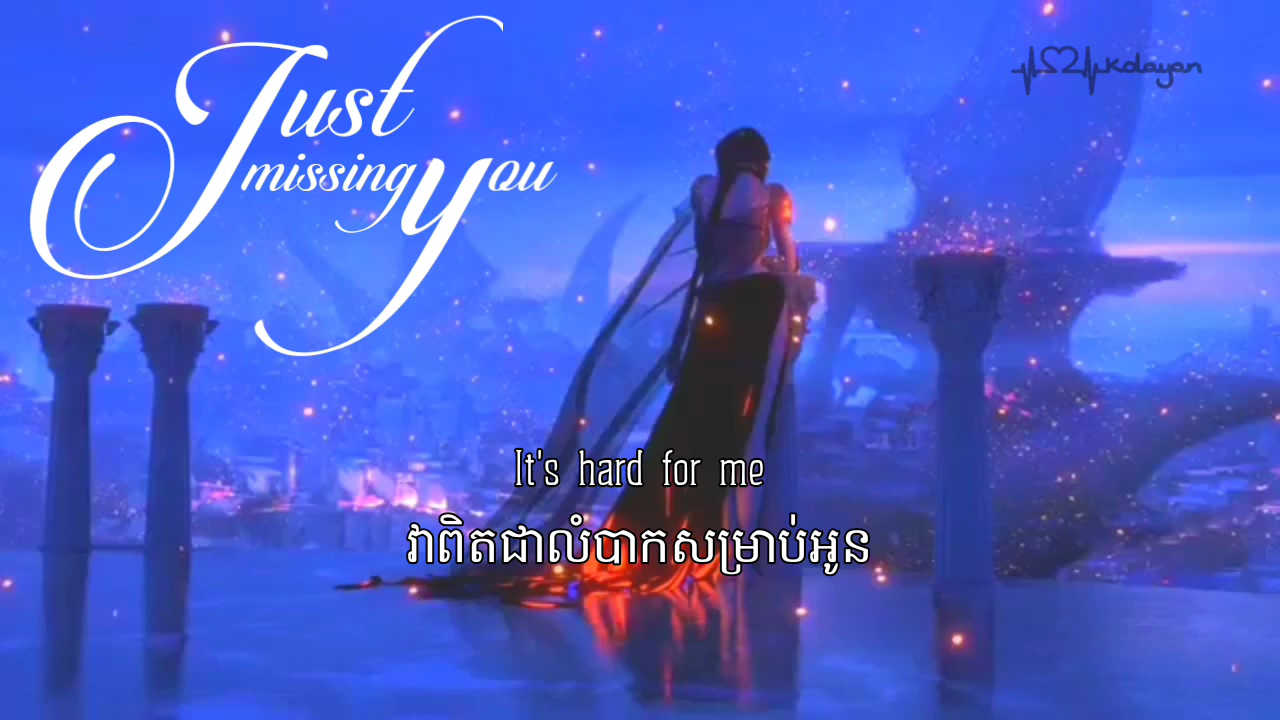 Just
missing You
Kdayan
It's hard for me
វាពិតជាលំបាកសម្រាប់អូន